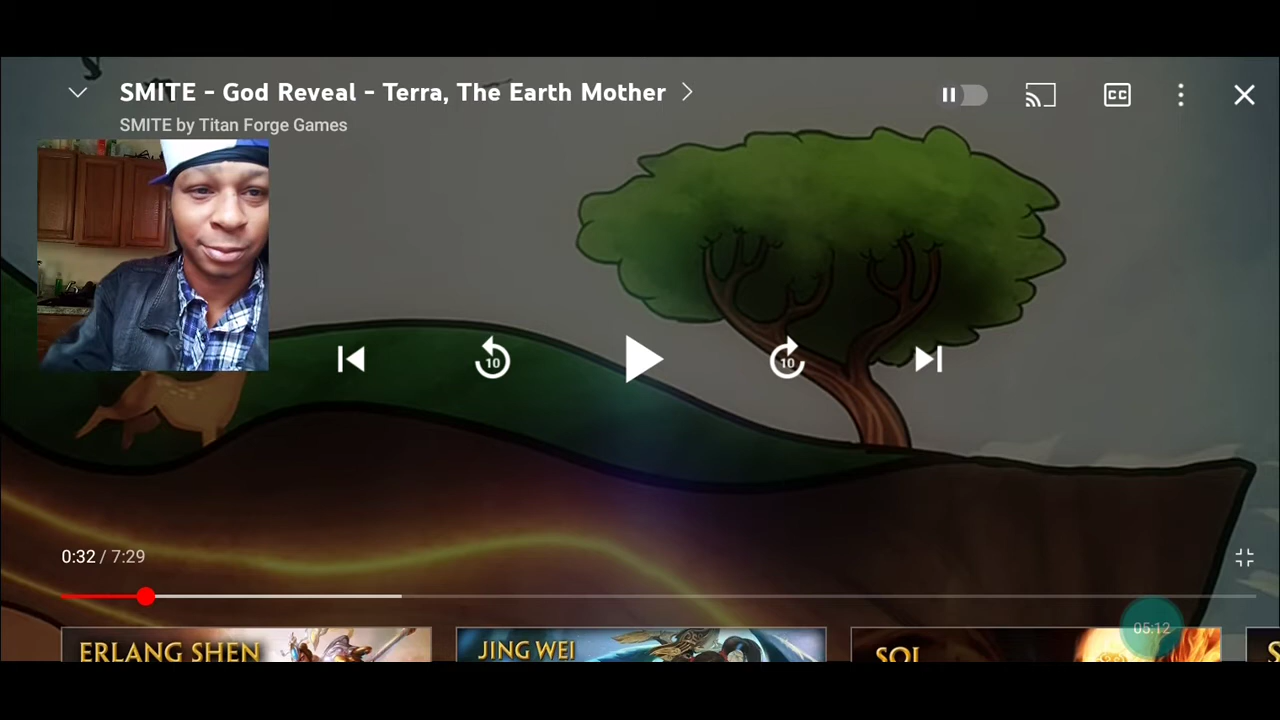 SMITE - God Reveal - Terra, The Earth Mother
SMITE by Titan Forge Games
CC
10
10
0:32 / 7:29
05:12
ERLANG SHEN
JING WEI
SOL
S